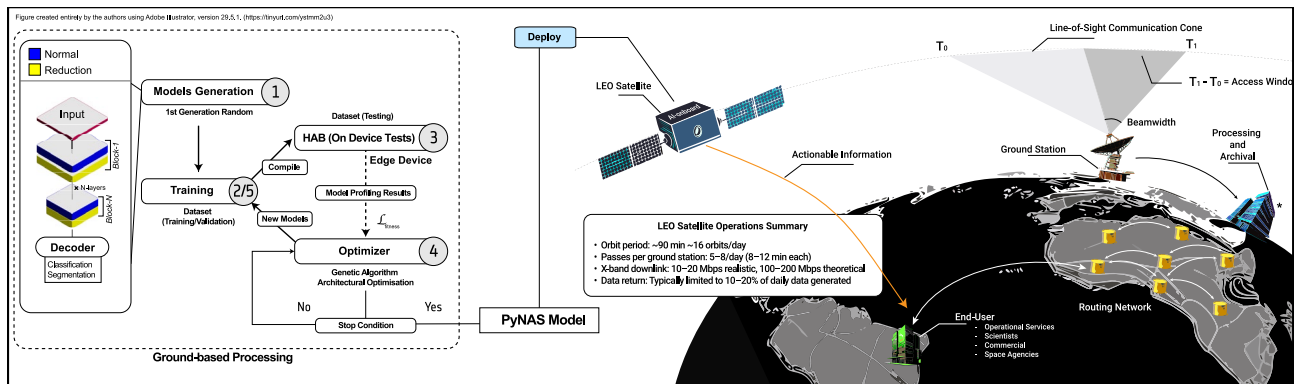 Figure created entirely by the authors using Adobe Illustrator, version 29.5,1, (https://tinyurl.com/ystmm2u3)
Normal
Reduction
Input
Block-1
N-layers
Block-N
Decoder
Classification
Segmentation
Models Generation
1
1st Generation Random
Dataset (Testing)
HAB (On Device Tests)
3
Edge Device
Compile
Training
2/5
Dataset
(Training/Validation)
Model Profiling Results
New Models
fitness
Optimizer
4
Genetic Algorithm
Architectural Optimisation
No
Yes
Stop Condition
Ground-based Processing
PyNAS Model
Deploy
LEO Satellite
AI-onboard
Actionable Information
LEO Satellite Operations Summary
• Orbit period: ~90 min ~16 orbits/day
• Passes per ground station: 5–8/day (8–12 min each)
• X-band downlink: 10–20 Mbps realistic, 100–200 Mbps theoretical
• Data return: Typically limited to 10–20% of daily data generated
Line-of-Sight Communication Cone
T₀
T₁
T₁ - T₀ = Access Windo
Beamwidth
Ground Station
Processing
and
Archival
*
Routing Network
End-User
- Operational Services
- Scientists
- Commercial
- Space Agencies